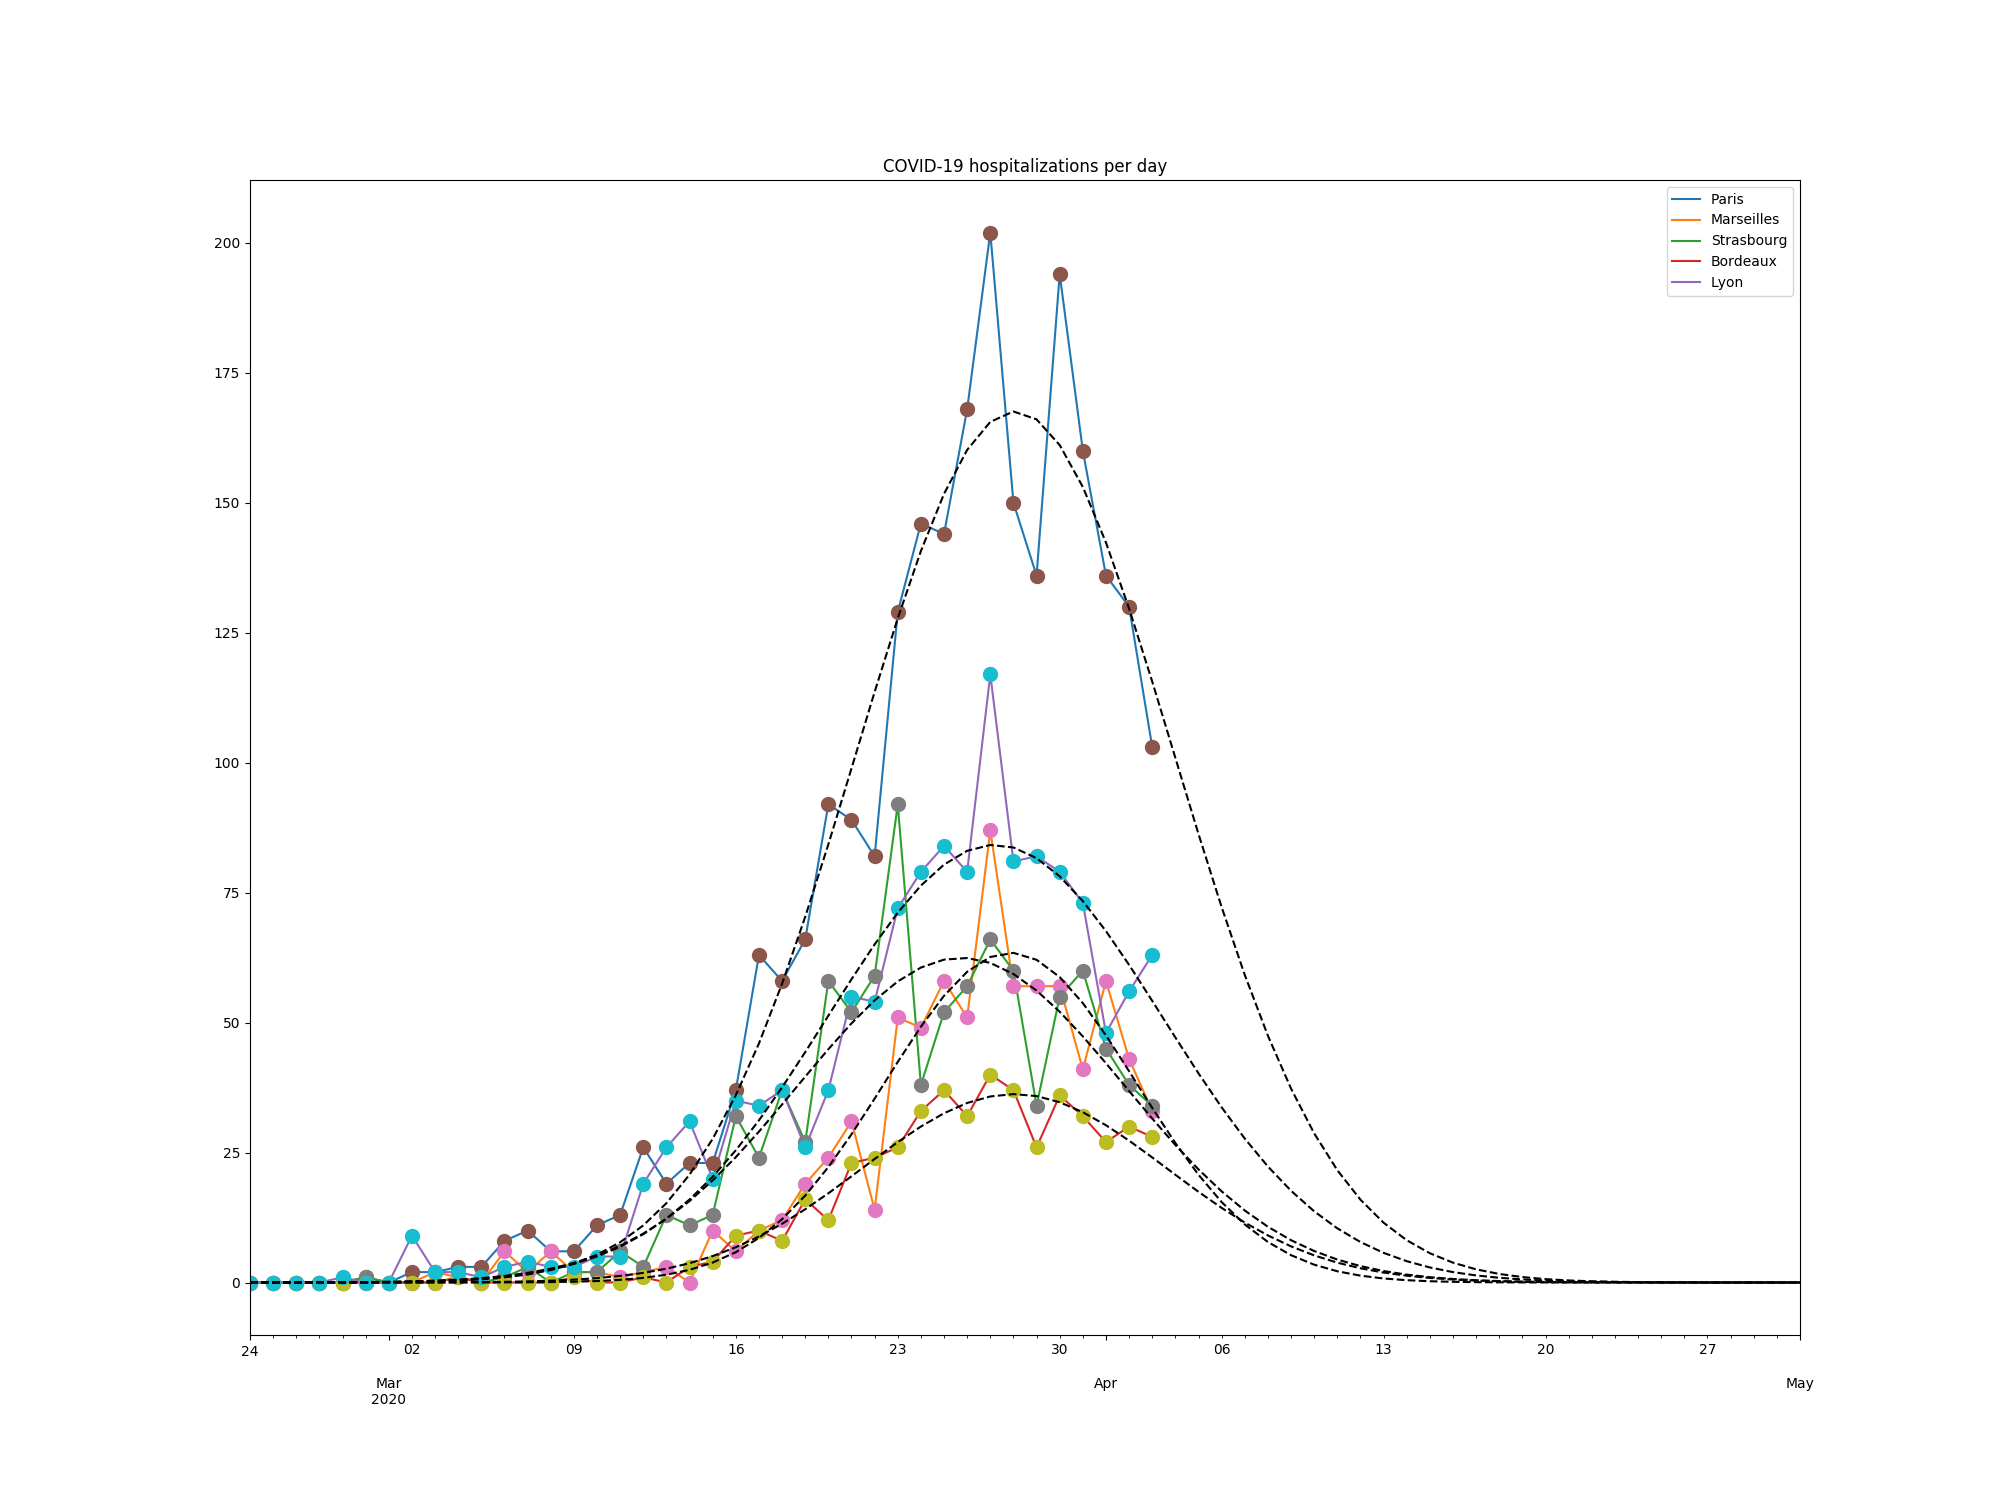 COVID-19 hospitalizations per day
Paris
Marseilles
Strasbourg
Bordeaux
Lyon
200
175
150
125
100
75
50
25
0
24 02 09 16 23 30 06 13 20 27
Mar Apr May
2020